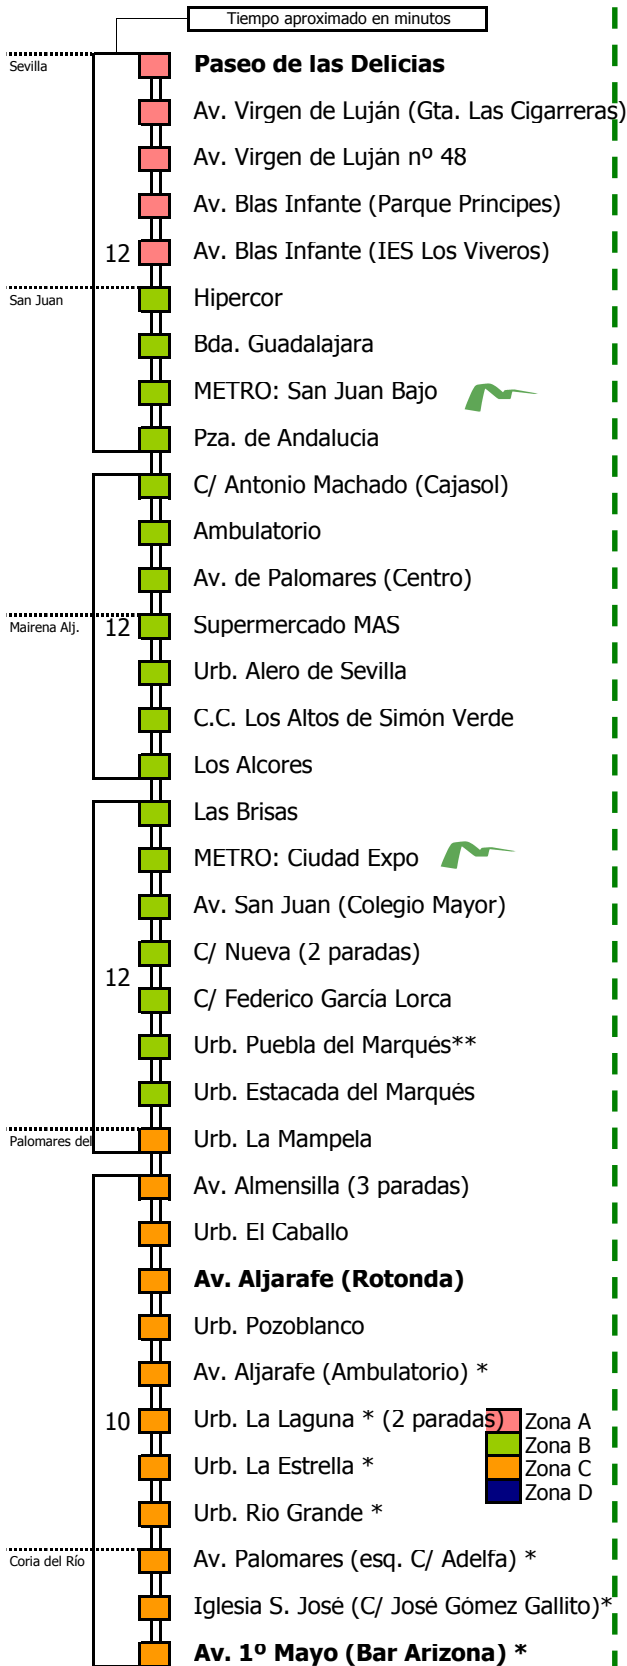 Tiempo aproximado en minutos
Sevilla
Paseo de las Delicias
Av. Virgen de Luján (Gta. Las Cigarreras)
Av. Virgen de Luján nº 48
Av. Blas Infante (Parque Principes)
12
Av. Blas Infante (IES Los Viveros)
San Juan
Hipercor
Bda. Guadalajara
METRO: San Juan Bajo
Pza. de Andalucía
C/ Antonio Machado (Cajasol)
Ambulatorio
Av. de Palomares (Centro)
Mairena Alj.
12
Supermercado MAS
Urb. Alero de Sevilla
C.C. Los Altos de Simón Verde
Los Alcores
Las Brisas
METRO: Ciudad Expo
Av. San Juan (Colegio Mayor)
C/ Nueva (2 paradas)
12
C/ Federico García Lorca
Urb. Puebla del Marqués**
Urb. Estacada del Marqués
Palomares del
Urb. La Mampela
Av. Almensilla (3 paradas)
Urb. El Caballo
Av. Aljarafe (Rotonda)
Urb. Pozoblanco
Av. Aljarafe (Ambulatorio) *
10
Urb. La Laguna * (2 paradas)
Urb. La Estrella *
Urb. Rio Grande *
Coria del Río
Av. Palomares (esq. C/ Adelfa) *
Iglesia S. José (C/ José Gómez Gallito)*
Av. 1º Mayo (Bar Arizona) *
Zona A
Zona B
Zona C
Zona D